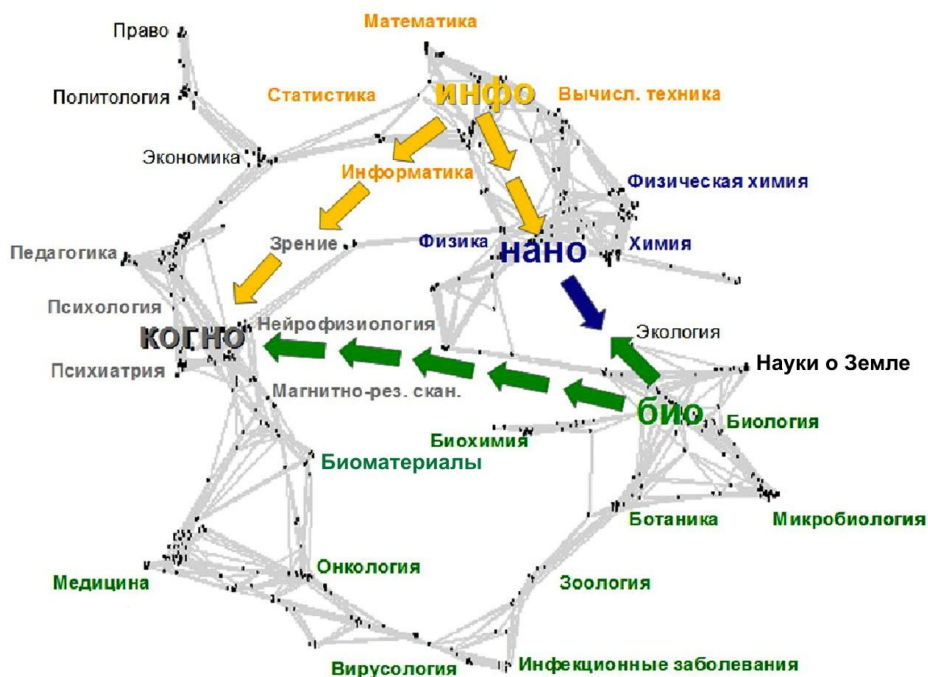 Право
Математика
Политология
Статистика
инфо
Вычисл. техника
Экономика
Информатика
Физическая химия
Педагогика
Зрение
Физика
нано
Химия
Психология
когно
Нейрофизиология
Экология
Психиатрия
Науки о Земле
Магнитно-рез. скан.
био
Биология
Биохимия
Биоматериалы
Ботаника
Микробиология
Медицина
Онкология
Зоология
Вирусология
Инфекционные заболевания